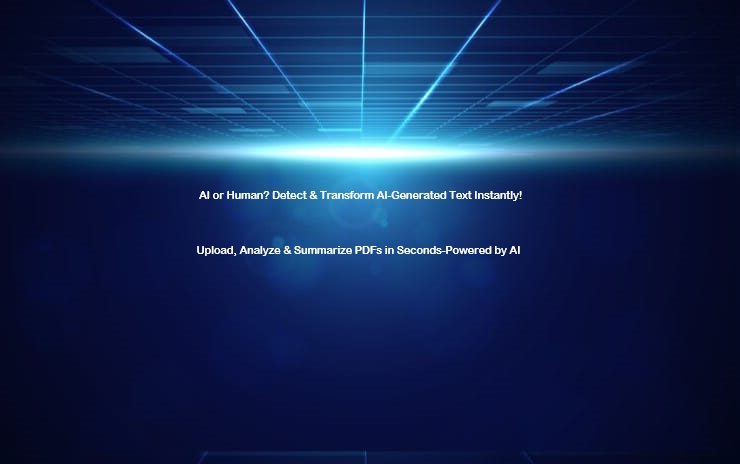 AI or Human? Detect & Transform AI-Generated Text Instantly!
Upload, Analyze & Summarize PDFs in Seconds-Powered by AI